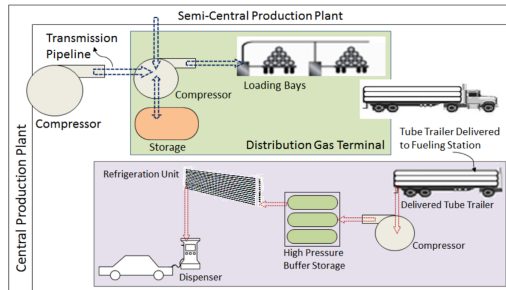 Semi-Central Production Plant
Transmission
Pipeline
Compressor
Central Production Plant
Compressor
Loading Bays
Storage
Distribution Gas Terminal
Tube Trailer Delivered
to Fueling Station
Refrigration Unit
Delivered Tube Trailer
Compressor
High Pressure
Buffer Storage
Dispenser